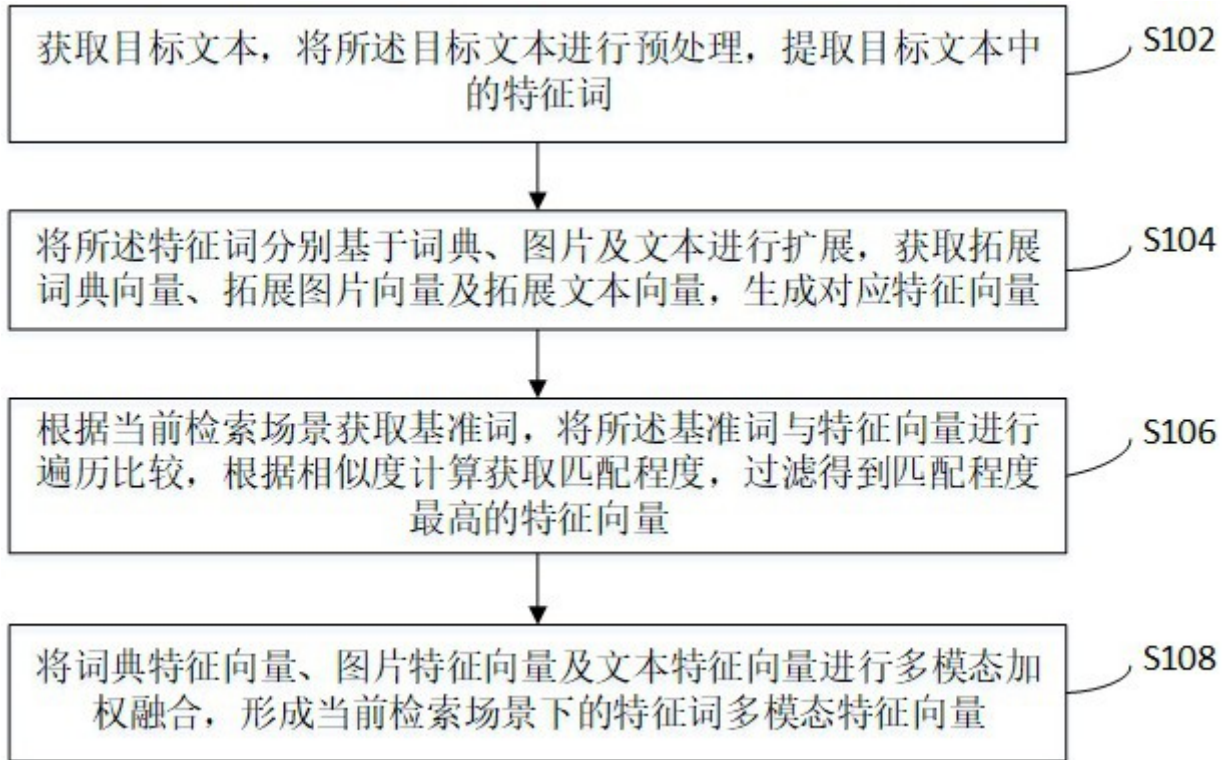 获取目标文本，将所述目标文本进行预处理，提取目标文本中
的特征词
S102
将所述特征词分别基于词典、图片及文本进行扩展，获取拓展
词典向量、拓展图片向量及拓展文本向量，生成对应特征向量
S104
根据当前检索场景获取基准词，将所述基准词与特征向量进行
遍历比较，根据相似度计算获取匹配程度，过滤得到匹配程度
最高的特征向量
S106
将词典特征向量、图片特征向量及文本特征向量进行多模态加
权融合，形成当前检索场景下的特征词多模态特征向量
S108